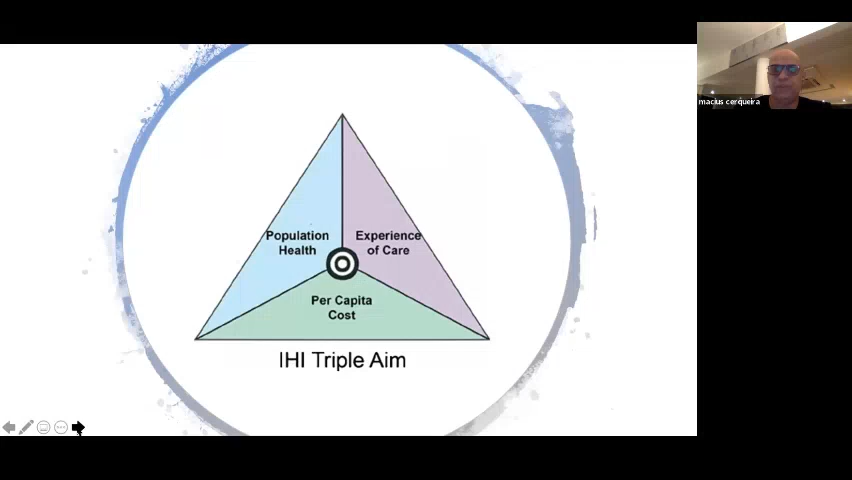 Population
Health
Experience
of Care
Per Capita
Cost
IHI Triple Aim
macius cerqueira